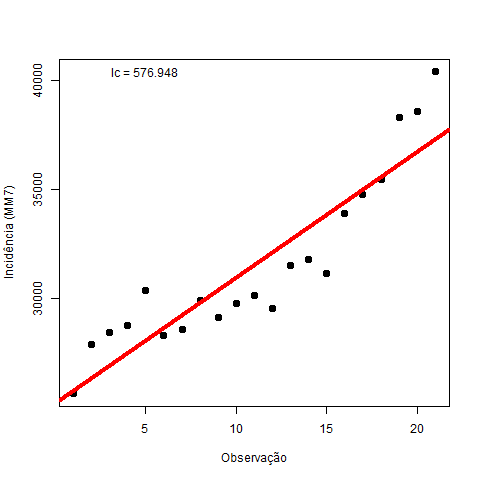 Ic = 576.948
Incidência (MM7)
40000
35000
30000
5 10 15 20
Observação